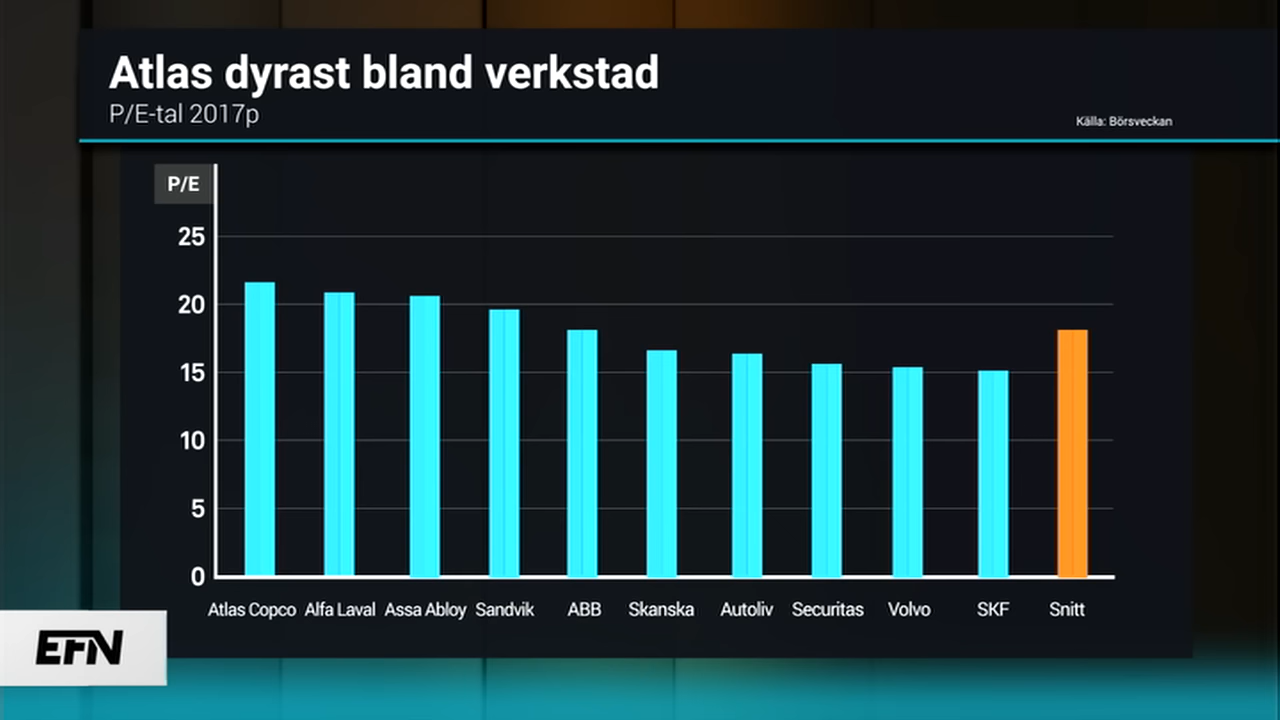 Atlas dyrast bland verkstad
P/E-tal 2017p
Källa: Börsveckan
P/E
25
20
15
10
5
0
Atlas Copco Alfa Laval Assa Abloy Sandvik ABB Skanska Autoliv Securitas Volvo SKF Snitt
EFN